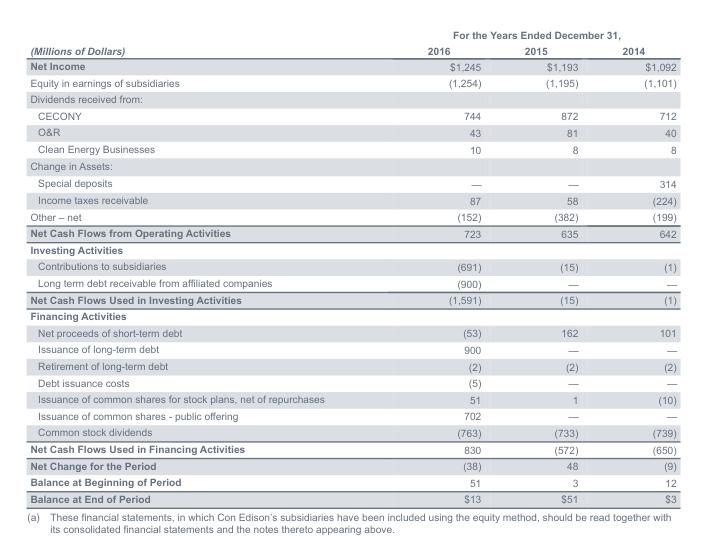 For the Years Ended December 31,
(Millions of Dollars) 2016 2015 2014
Net Income $1,245 $1,193 $1,092
Equity in earnings of subsidiaries (1,254) (1,195) (1,101)
Dividends received from:
CECONY 744 872 712
O&R 43 81 40
Clean Energy Businesses 10 8 8
Change in Assets:
Special deposits — — 314
Income taxes receivable 87 58 (224)
Other – net (152) (382) (199)
Net Cash Flows from Operating Activities 723 635 642
Investing Activities
Contributions to subsidiaries (691) (15) (1)
Long term debt receivable from affiliated companies (900) — —
Net Cash Flows Used in Investing Activities (1,591) (15) (1)
Financing Activities
Net proceeds of short-term debt (53) 162 101
Issuance of long-term debt 900 — —
Retirement of long-term debt (2) (2) (2)
Debt issuance costs (5) — —
Issuance of common shares for stock plans, net of repurchases 51 1 (10)
Issuance of common shares - public offering 702 — —
Common stock dividends (763) (733) (739)
Net Cash Flows Used in Financing Activities 830 (572) (650)
Net Change for the Period (38) 48 (9)
Balance at Beginning of Period 51 3 12
Balance at End of Period $13 $51 $3
(a) These financial statements, in which Con Edison's subsidiaries have been included using the equity method, should be read together with
its consolidated financial statements and the notes thereto appearing above.